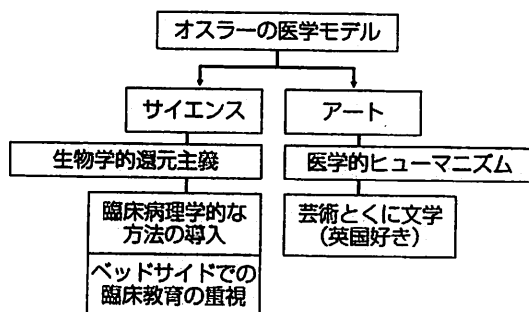 オスラーの医学モデル
サイエンス
アート
生物学的還元主義
医学的ヒューマニズム
臨床病理学的な
方法の導入
芸術とくに文学
(英国好き)
ベッドサイドでの
臨床教育の重視